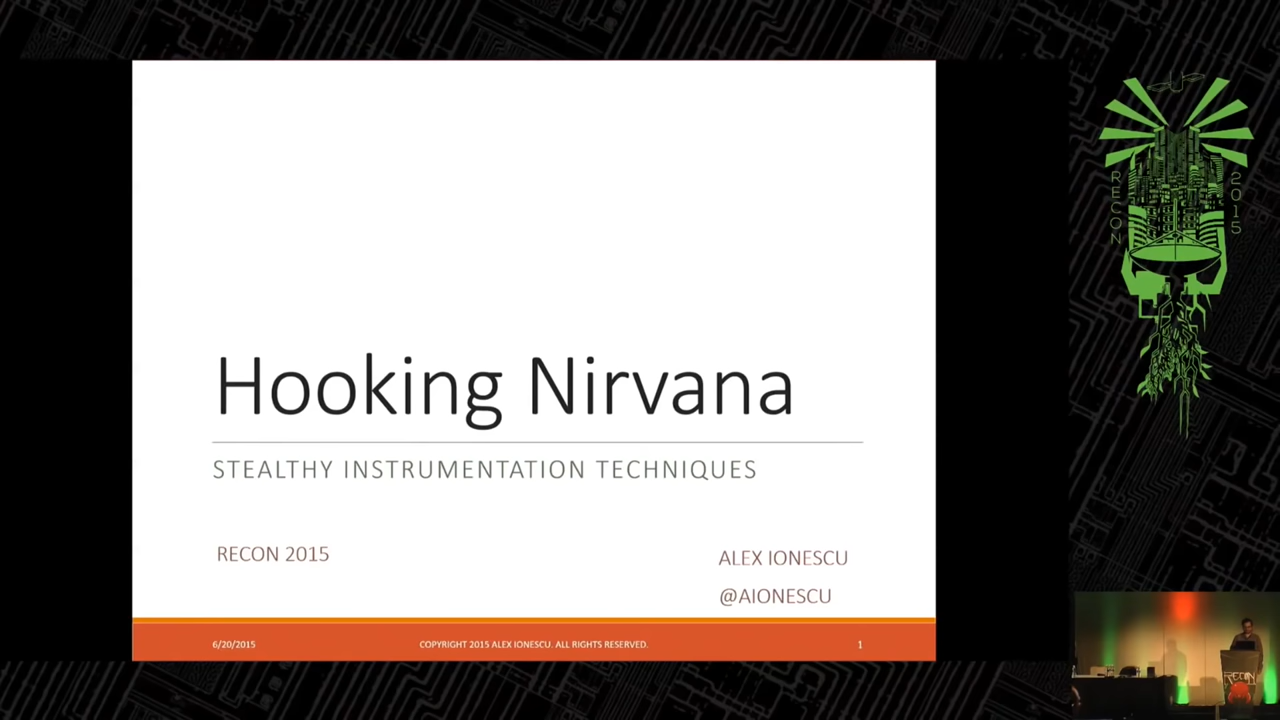 Hooking Nirvana
STEALTHY INSTRUMENTATION TECHNIQUES
RECON 2015
ALEX IONESCU
@AIONESCU
6/20/2015
COPYRIGHT 2015 ALEX IONESCU. ALL RIGHTS RESERVED.
1
RECON
2015
RECON